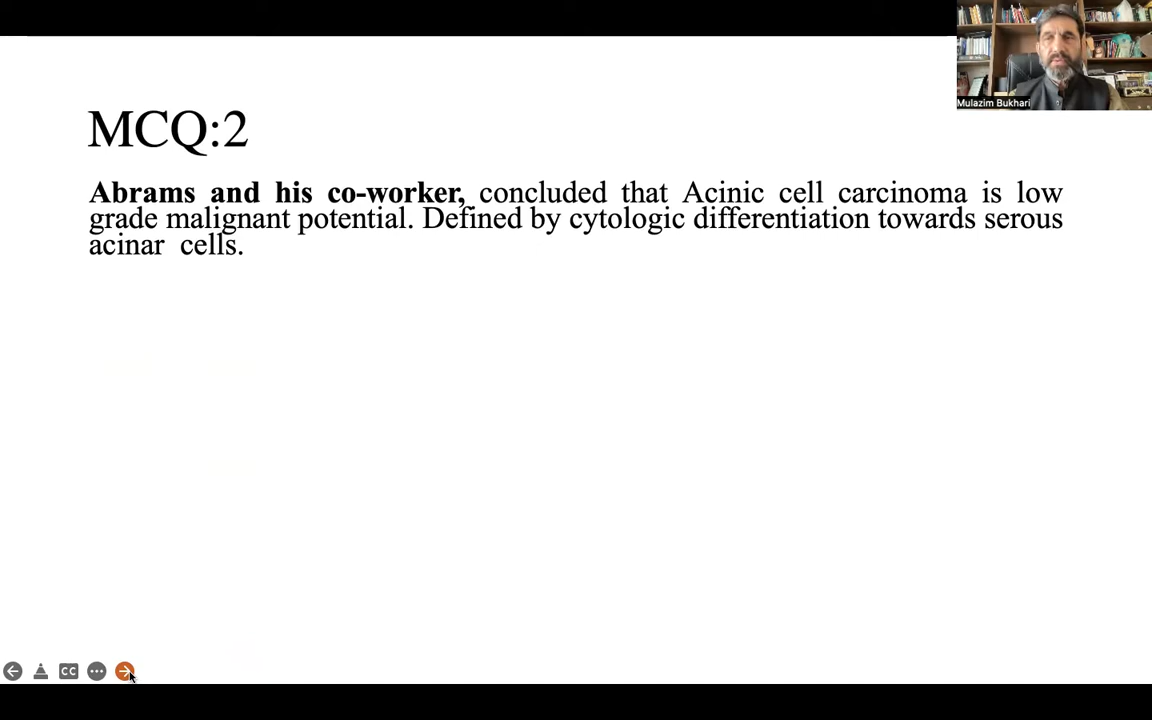 Mulazim Bukhari
MCQ:2
Abrams and his co-worker, concluded that Acinic cell carcinoma is low
grade malignant potential. Defined by cytologic differentiation towards serous
acinar cells.
CC